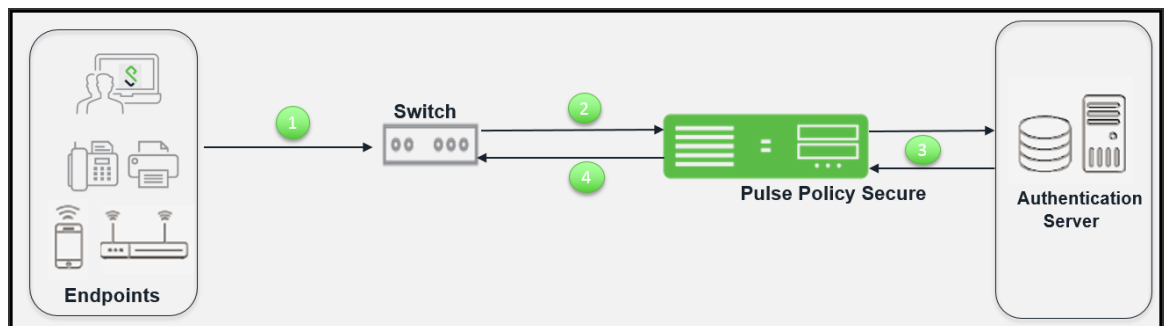 Endpoints
1
Switch
2
4
Pulse Policy Secure
3
Authentication
Server